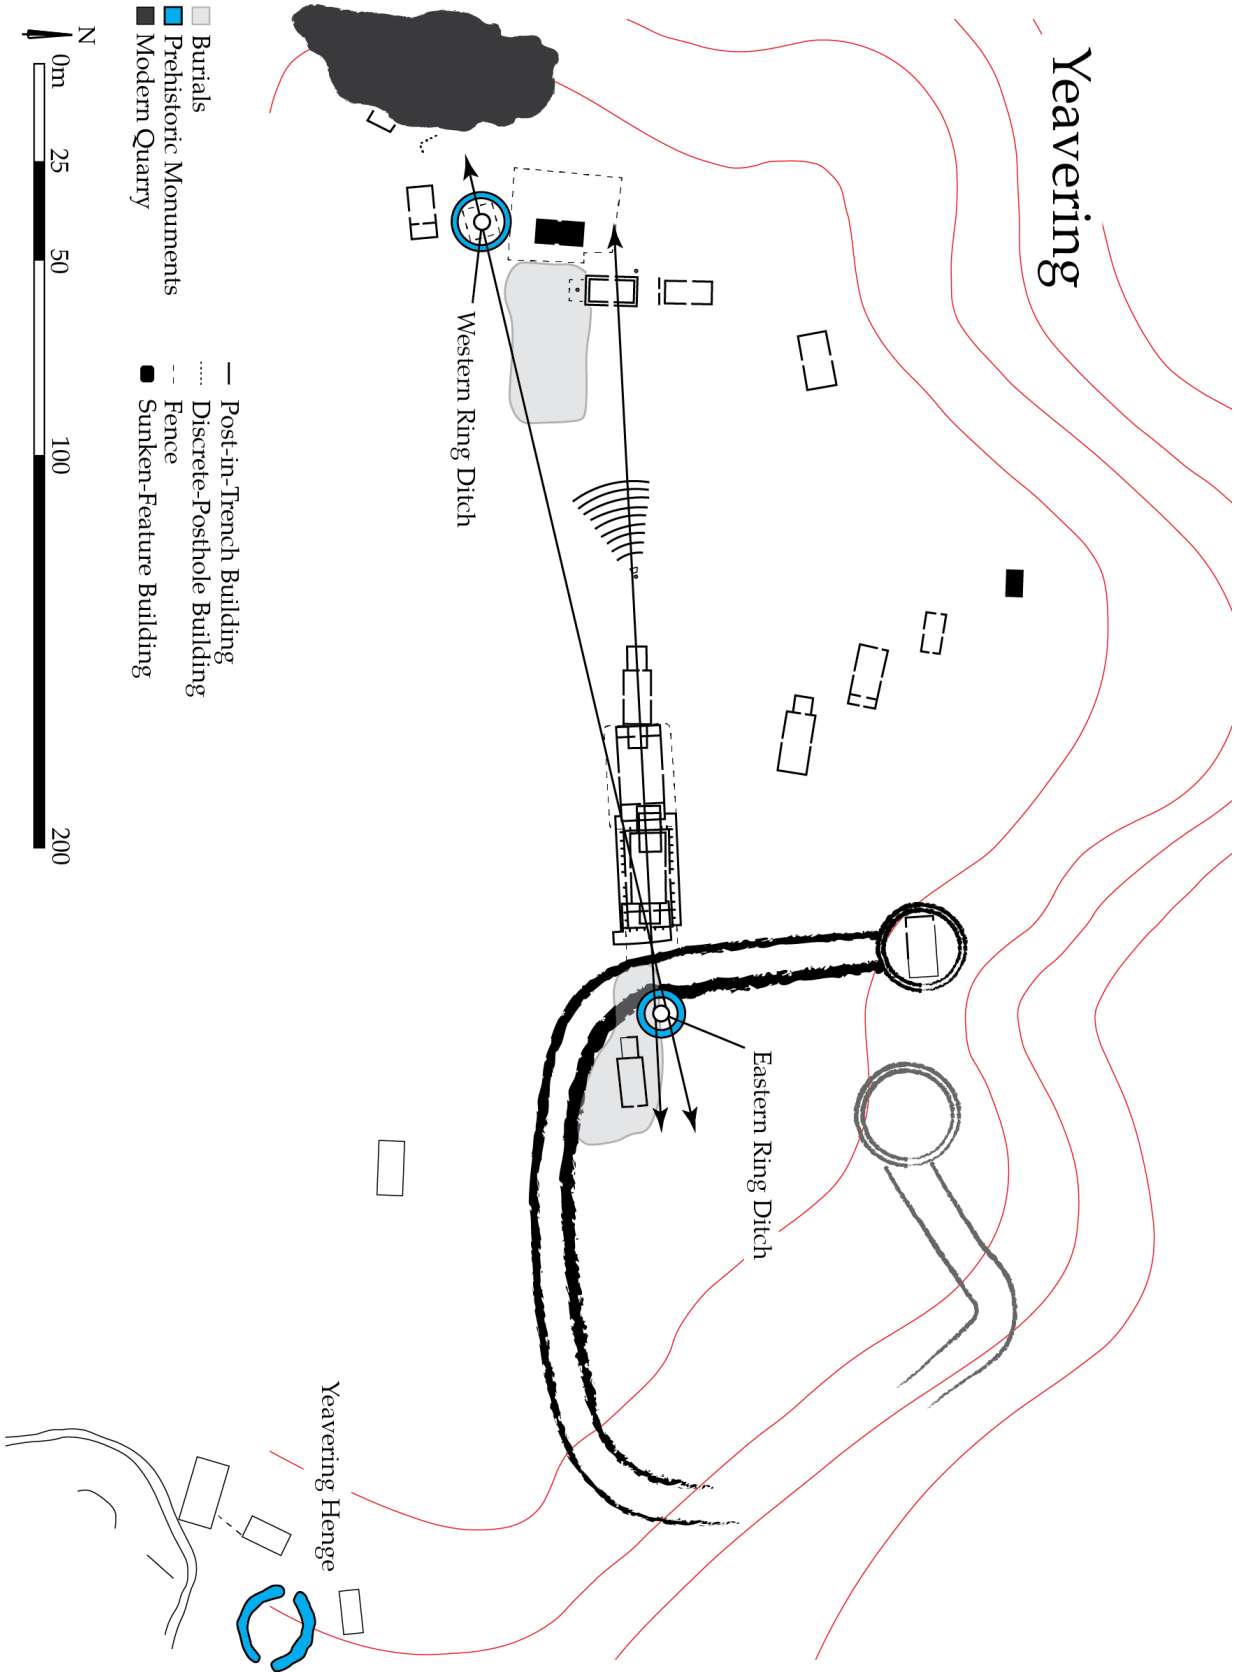 Yeavering
N
0m
25
50
100
200
Burials
Prehistoric Monuments
Modern Quarry
Post-in-Trench Building
Discrete-Posthole Building
Fence
Sunken-Feature Building
Western Ring Ditch
Eastern Ring Ditch
Yeavering Henge